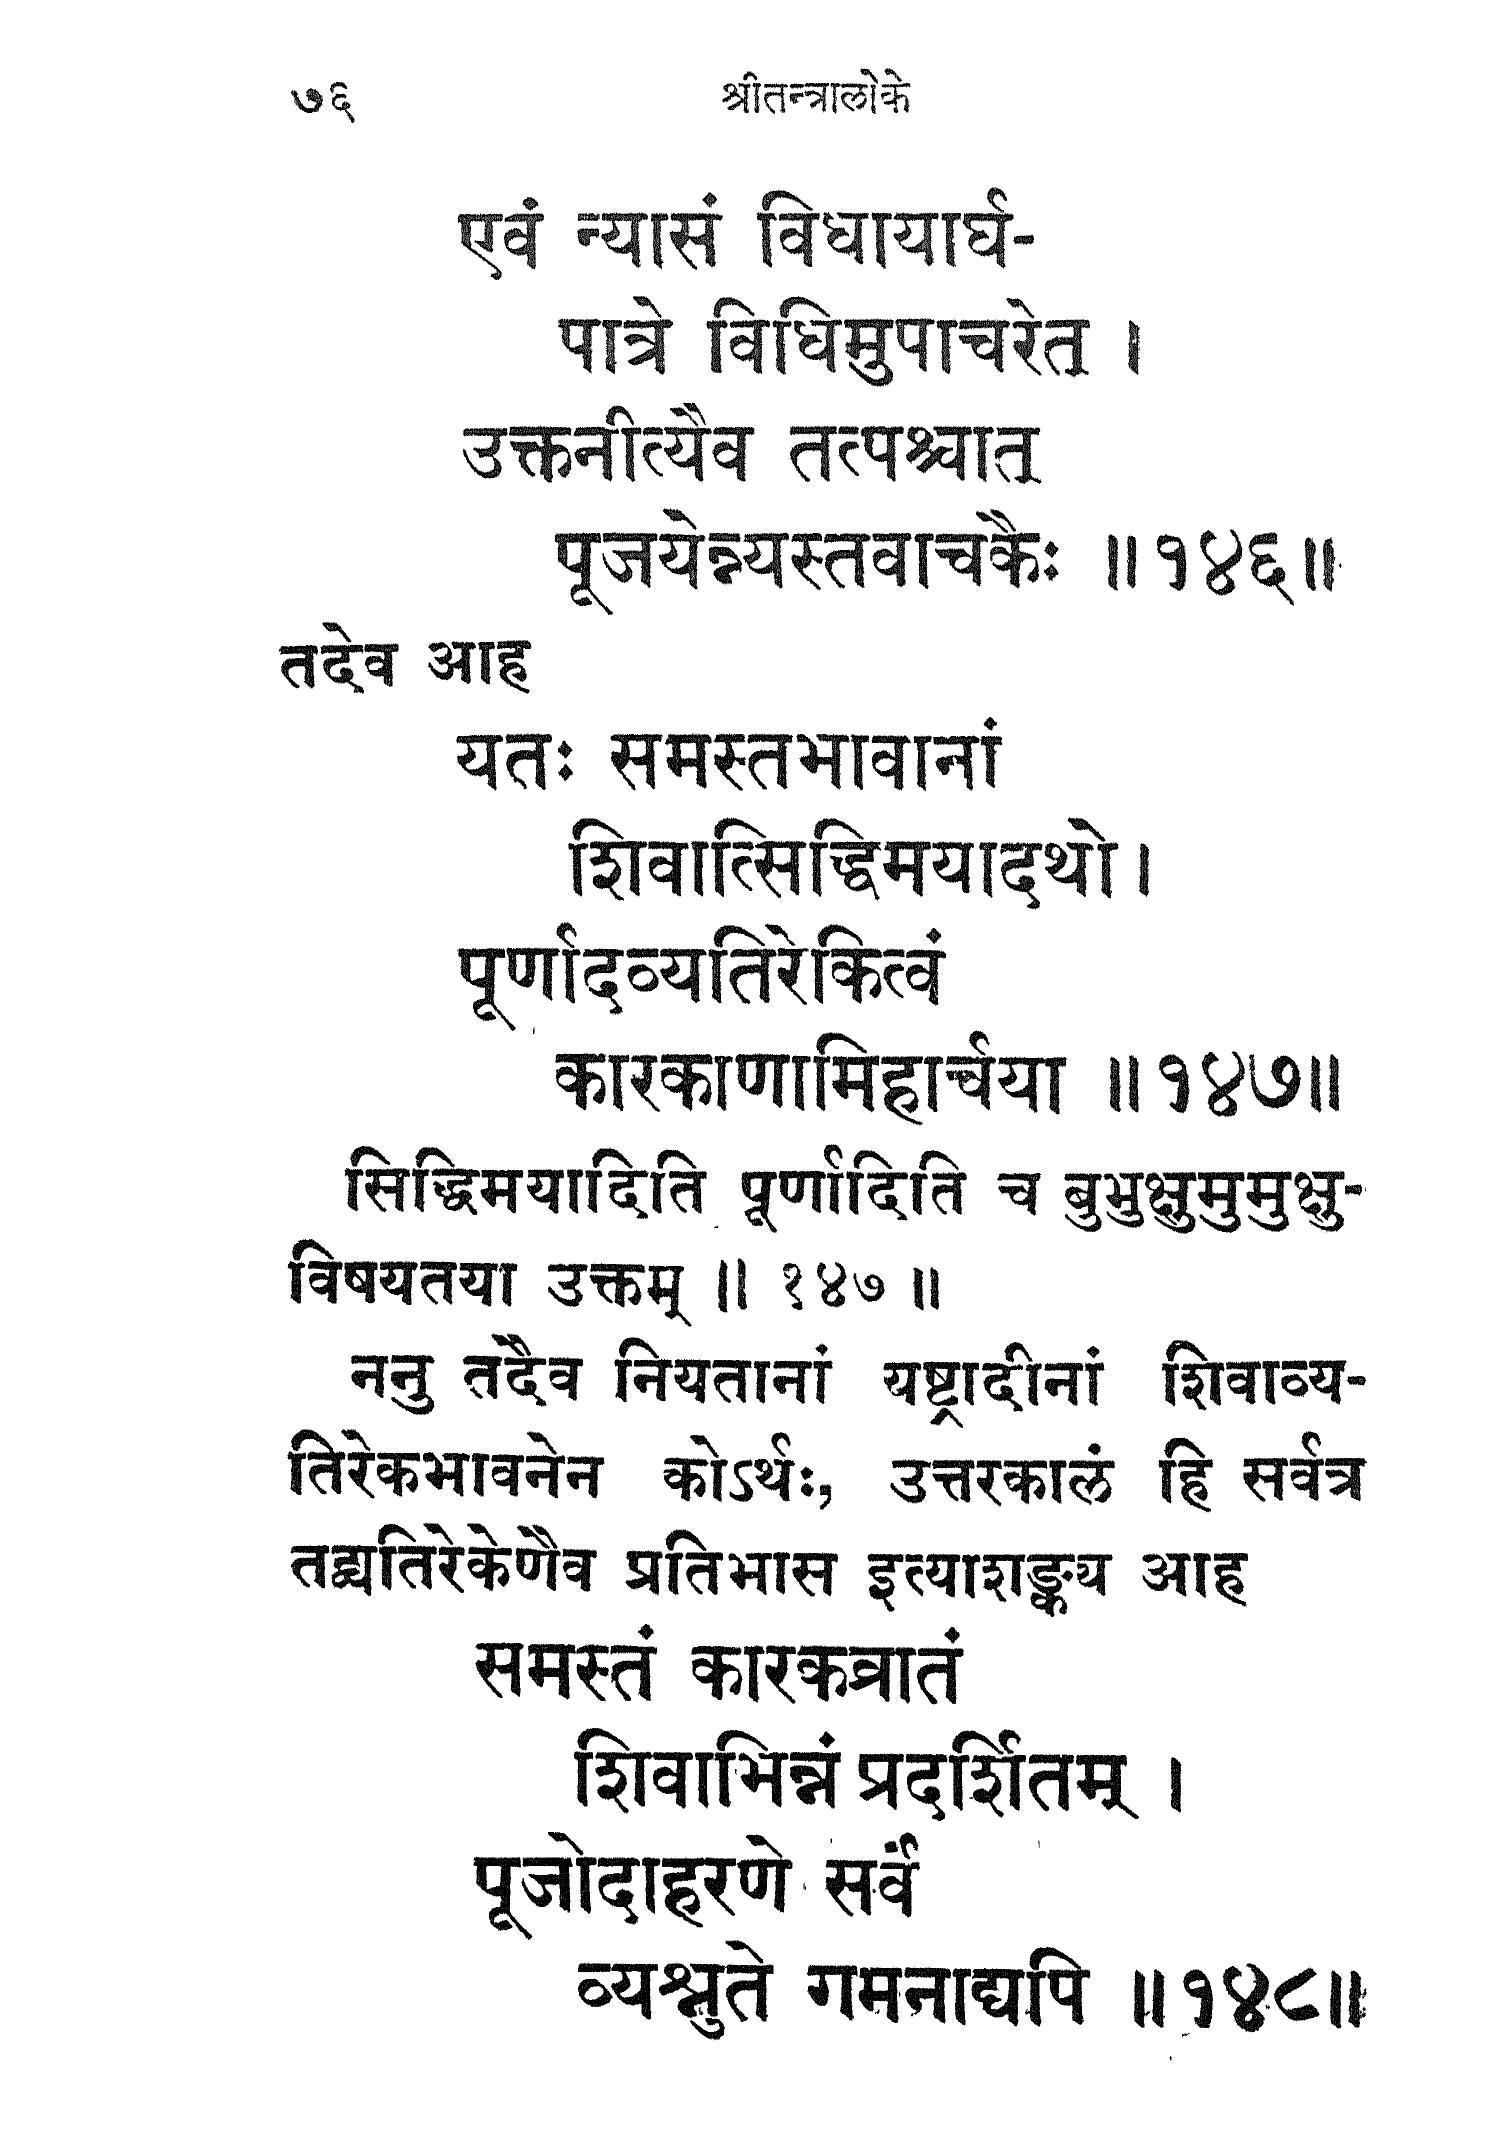 ७६ श्रीतन्त्रालोके
एवं न्यासं विधायार्घ-
पात्रे विधिमुपाचरेत् ।
उक्तनीत्यैव तत्पश्चात्
पूजयेन्न्यस्तवाचकैः ॥१४६॥
तदेव आह
यतः समस्तभावानां
शिवात्सिद्धिमयादथो ।
पूर्णादव्यतिरेकित्वं
कारकाणामिहार्चया ॥१४७॥
सिद्धिमयादिति पूर्णादिति च बुभुक्षुमुमुक्षु-
विषयतया उक्तम् ॥ १४७ ॥
ननु तदैव नियतानां यष्ट्रादीनां शिवाव्य-
तिरेकभावनेन कोऽर्थः, उत्तरकालं हि सर्वत्र
तद्व्यतिरेकेणैव प्रतिभास इत्याशङ्क्य आह
समस्तं कारकव्रातं
शिवाभिन्नं प्रदर्शितम् ।
पूजोदाहरणे सर्वं
व्यश्नुते गमनाद्यपि ॥१४८॥